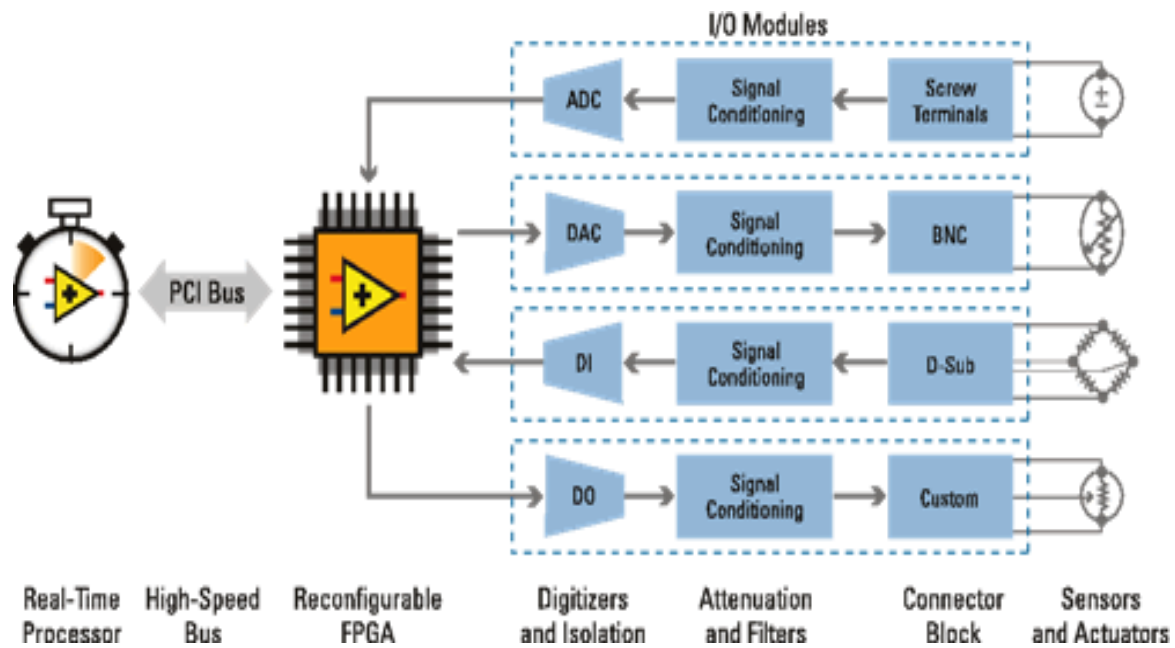 I/O Modules
ADC
Signal
Conditioning
Screw
Terminals
DAC
Signal
Conditioning
BNC
PCI Bus
DI
Signal
Conditioning
D-Sub
DO
Signal
Conditioning
Custom
Real-Time
Processor
High-Speed
Bus
Reconfigurable
FPGA
Digitizers
and Isolation
Attenuation
and Filters
Connector
Block
Sensors
and Actuators